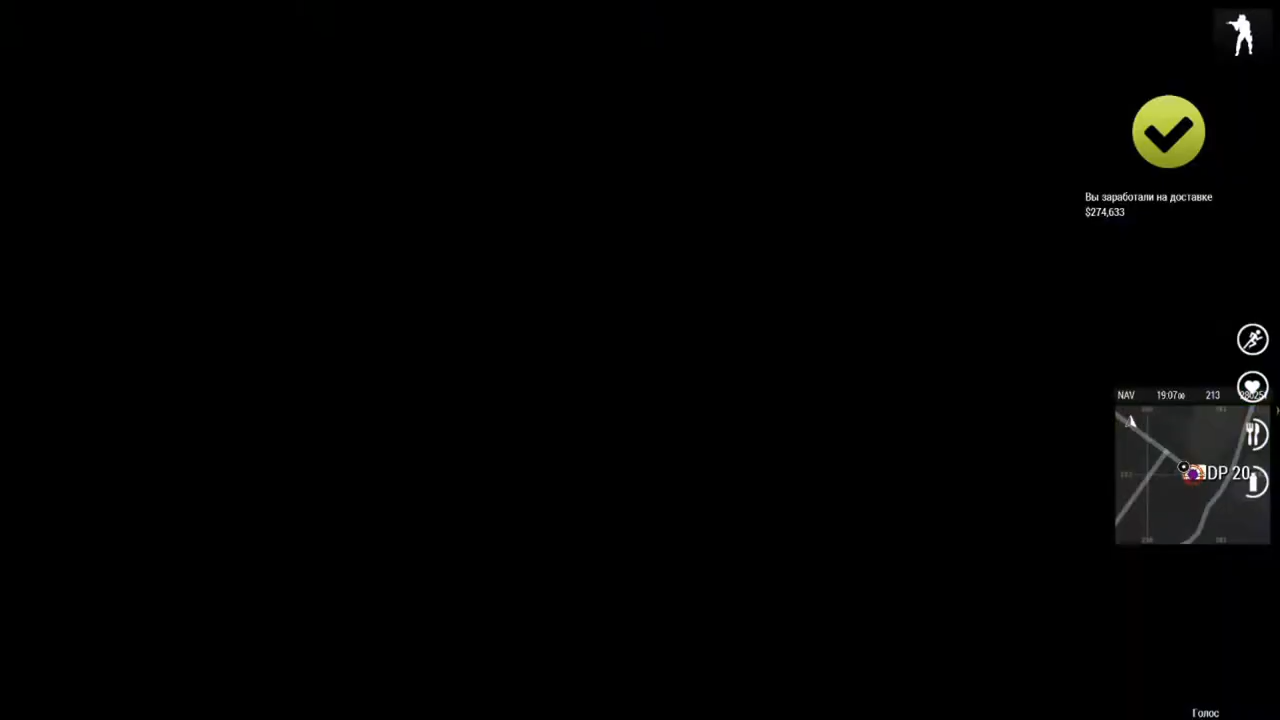 Вы заработали на доставке
$274,633
NAV 19:07 213
DP 20
Голос